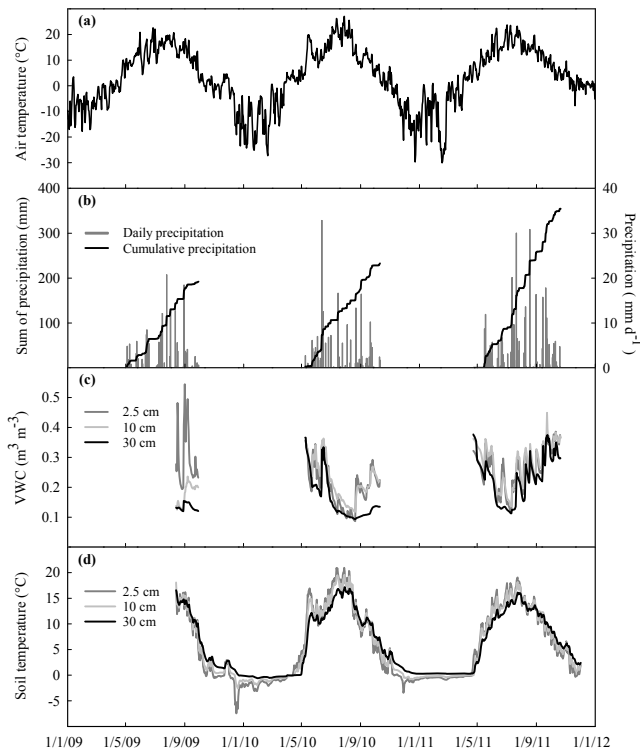 (a)
Air temperature (°C)
20
10
0
-10
-20
-30
(b)
Sum of precipitation (mm)
400
300
200
100
Daily precipitation
Cumulative precipitation
40
30
20
10
0
Precipitation ( mm d⁻¹)
(c)
VWC (m³ m⁻³)
0.5
0.4
0.3
0.2
0.1
2.5 cm
10 cm
30 cm
(d)
Soil temperature (°C)
20
15
10
5
0
-5
2.5 cm
10 cm
30 cm
1/1/09 1/5/09 1/9/09 1/1/10 1/5/10 1/9/10 1/1/11 1/5/11 1/9/11 1/1/12